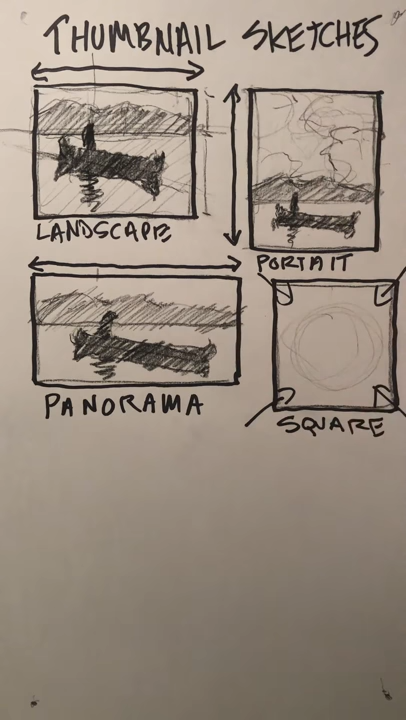 THUMBNAIL SKETCHES
LANDSCAPE
PORTAIT
PANORAMA
SQUARE